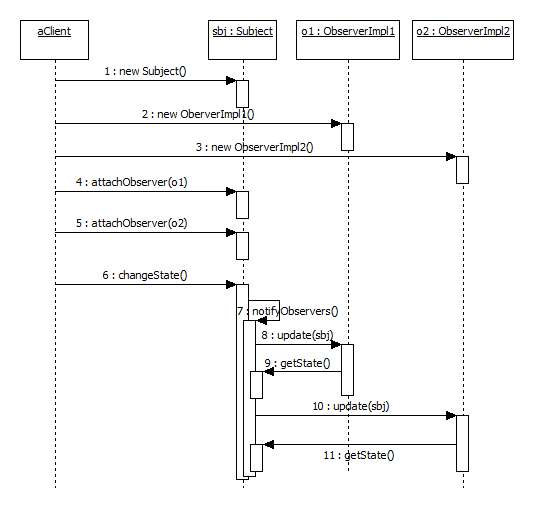 aClient
sbj : Subject
o1 : ObserverImpl1
o2 : ObserverImpl2
1 : new Subject()
2 : new OberverImpl1()
3 : new ObserverImpl2()
4 : attachObserver(o1)
5 : attachObserver(o2)
6 : changeState()
7 : notifyObservers()
8 : update(sbj)
9 : getState()
10 : update(sbj)
11 : getState()